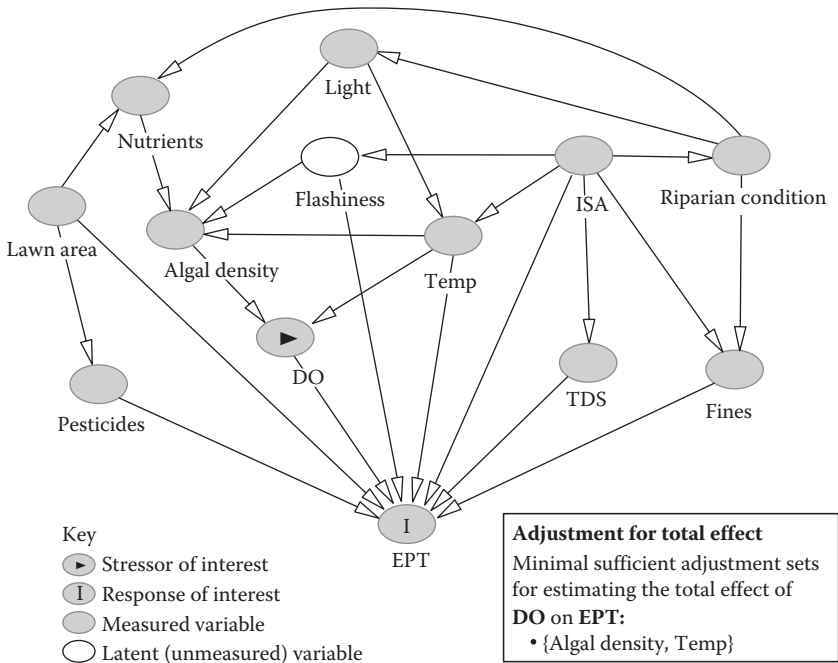 Light
Nutrients
Flashiness
ISA
Riparian condition
Lawn area
Algal density
Temp
DO
TDS
Pesticides
Fines
I
EPT
Key
Stressor of interest
I Response of interest
Measured variable
Latent (unmeasured) variable
Adjustment for total effect
Minimal sufficient adjustment sets
for estimating the total effect of
DO on EPT:
• {Algal density, Temp}